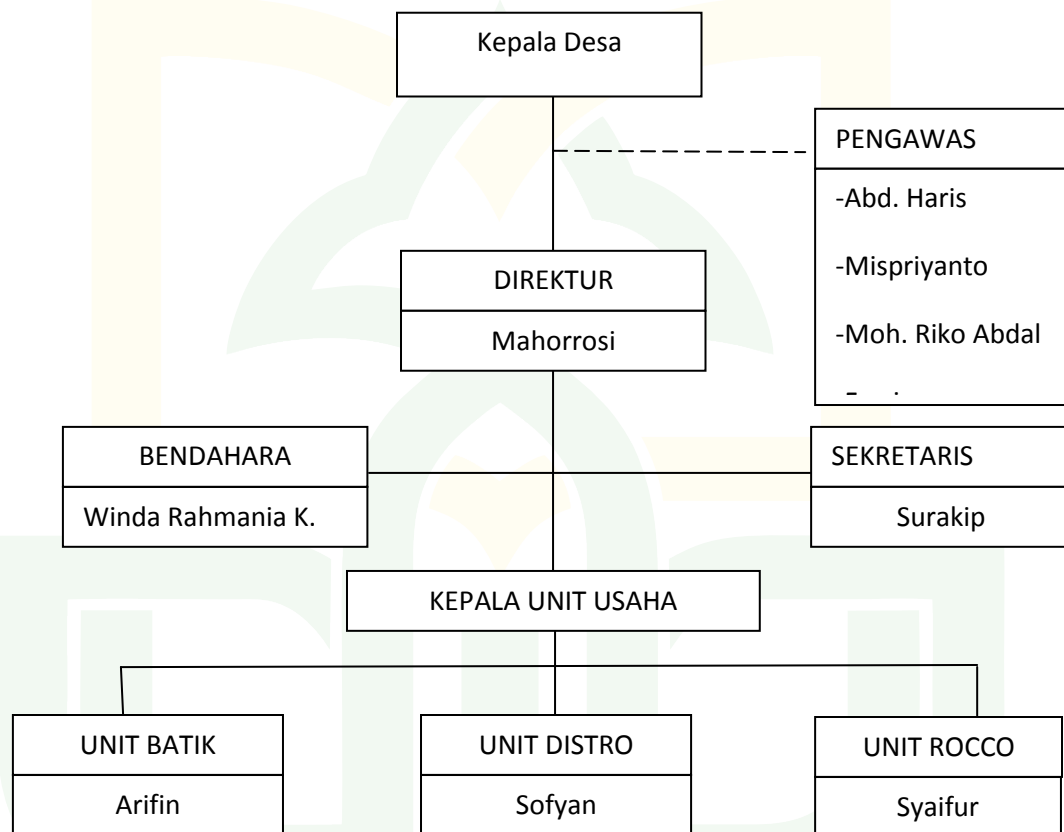 Kepala Desa
PENGAWAS
-Abd. Haris
-Mispriyanto
-Moh. Riko Abdal
DIREKTUR
Mahorrosi
BENDAHARA
Winda Rahmania K.
SEKRETARIS
Surakip
KEPALA UNIT USAHA
UNIT BATIK
Arifin
UNIT DISTRO
Sofyan
UNIT ROCCO
Syaifur